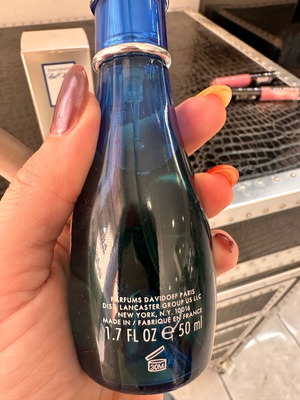 PARFUMS DAVIDOFF PARIS
DIST. LANCASTER GROUP US LLC
NEW YORK, N.Y. 10016
MADE IN / FABRIQUÉ EN FRANCE
1.7 FL OZ ℮ 50 ml
30M